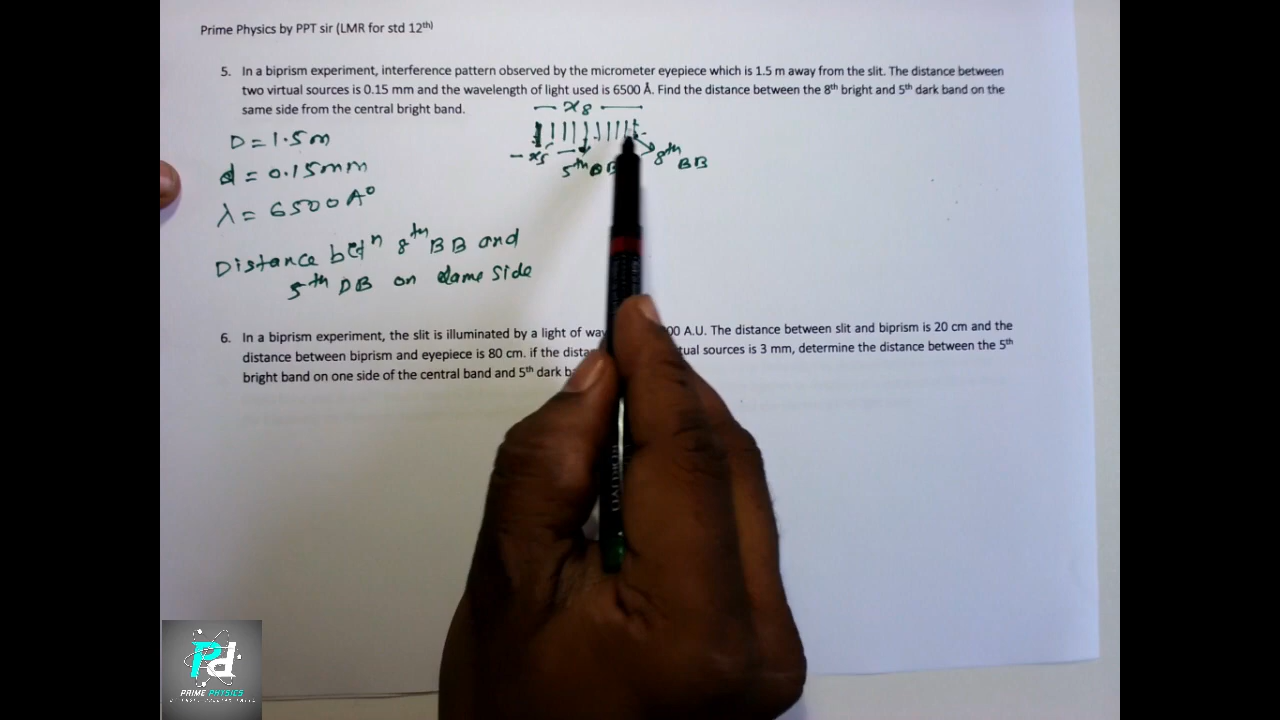 Prime Physics by PPT sir (LMR for std 12th)
5. In a biprism experiment, interference pattern observed by the micrometer eyepiece which is 1.5 m away from the slit. The distance between
two virtual sources is 0.15 mm and the wavelength of light used is 6500 Å. Find the distance between the 8th bright and 5th dark band on the
same side from the central bright band.
x8
D = 1.5m
x5
5th DB
8th BB
d = 0.15mm
λ = 6500 A°
Distance betn 8th BB and
5th DB on same side
6. In a biprism experiment, the slit is illuminated by a light of 00 A.U. The distance between slit and biprism is 20 cm and the
distance between biprism and eyepiece is 80 cm. if the sources is 3 mm, determine the distance between the 5th
bright band on one side of the central band and 5th dark
Pd
PRIME PHYSICS